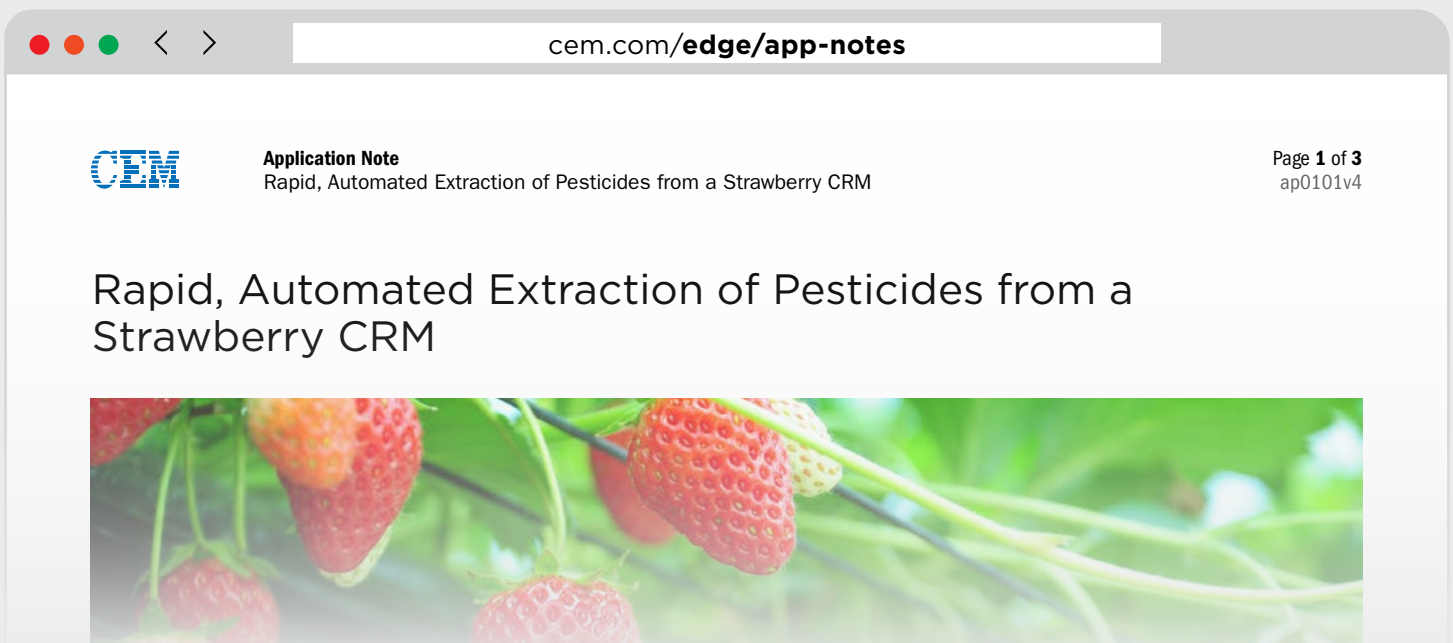 cem.com/edge/app-notes
CEM
Application Note
Rapid, Automated Extraction of Pesticides from a Strawberry CRM
Page 1 of 3
ap0101v4
Rapid, Automated Extraction of Pesticides from a
Strawberry CRM